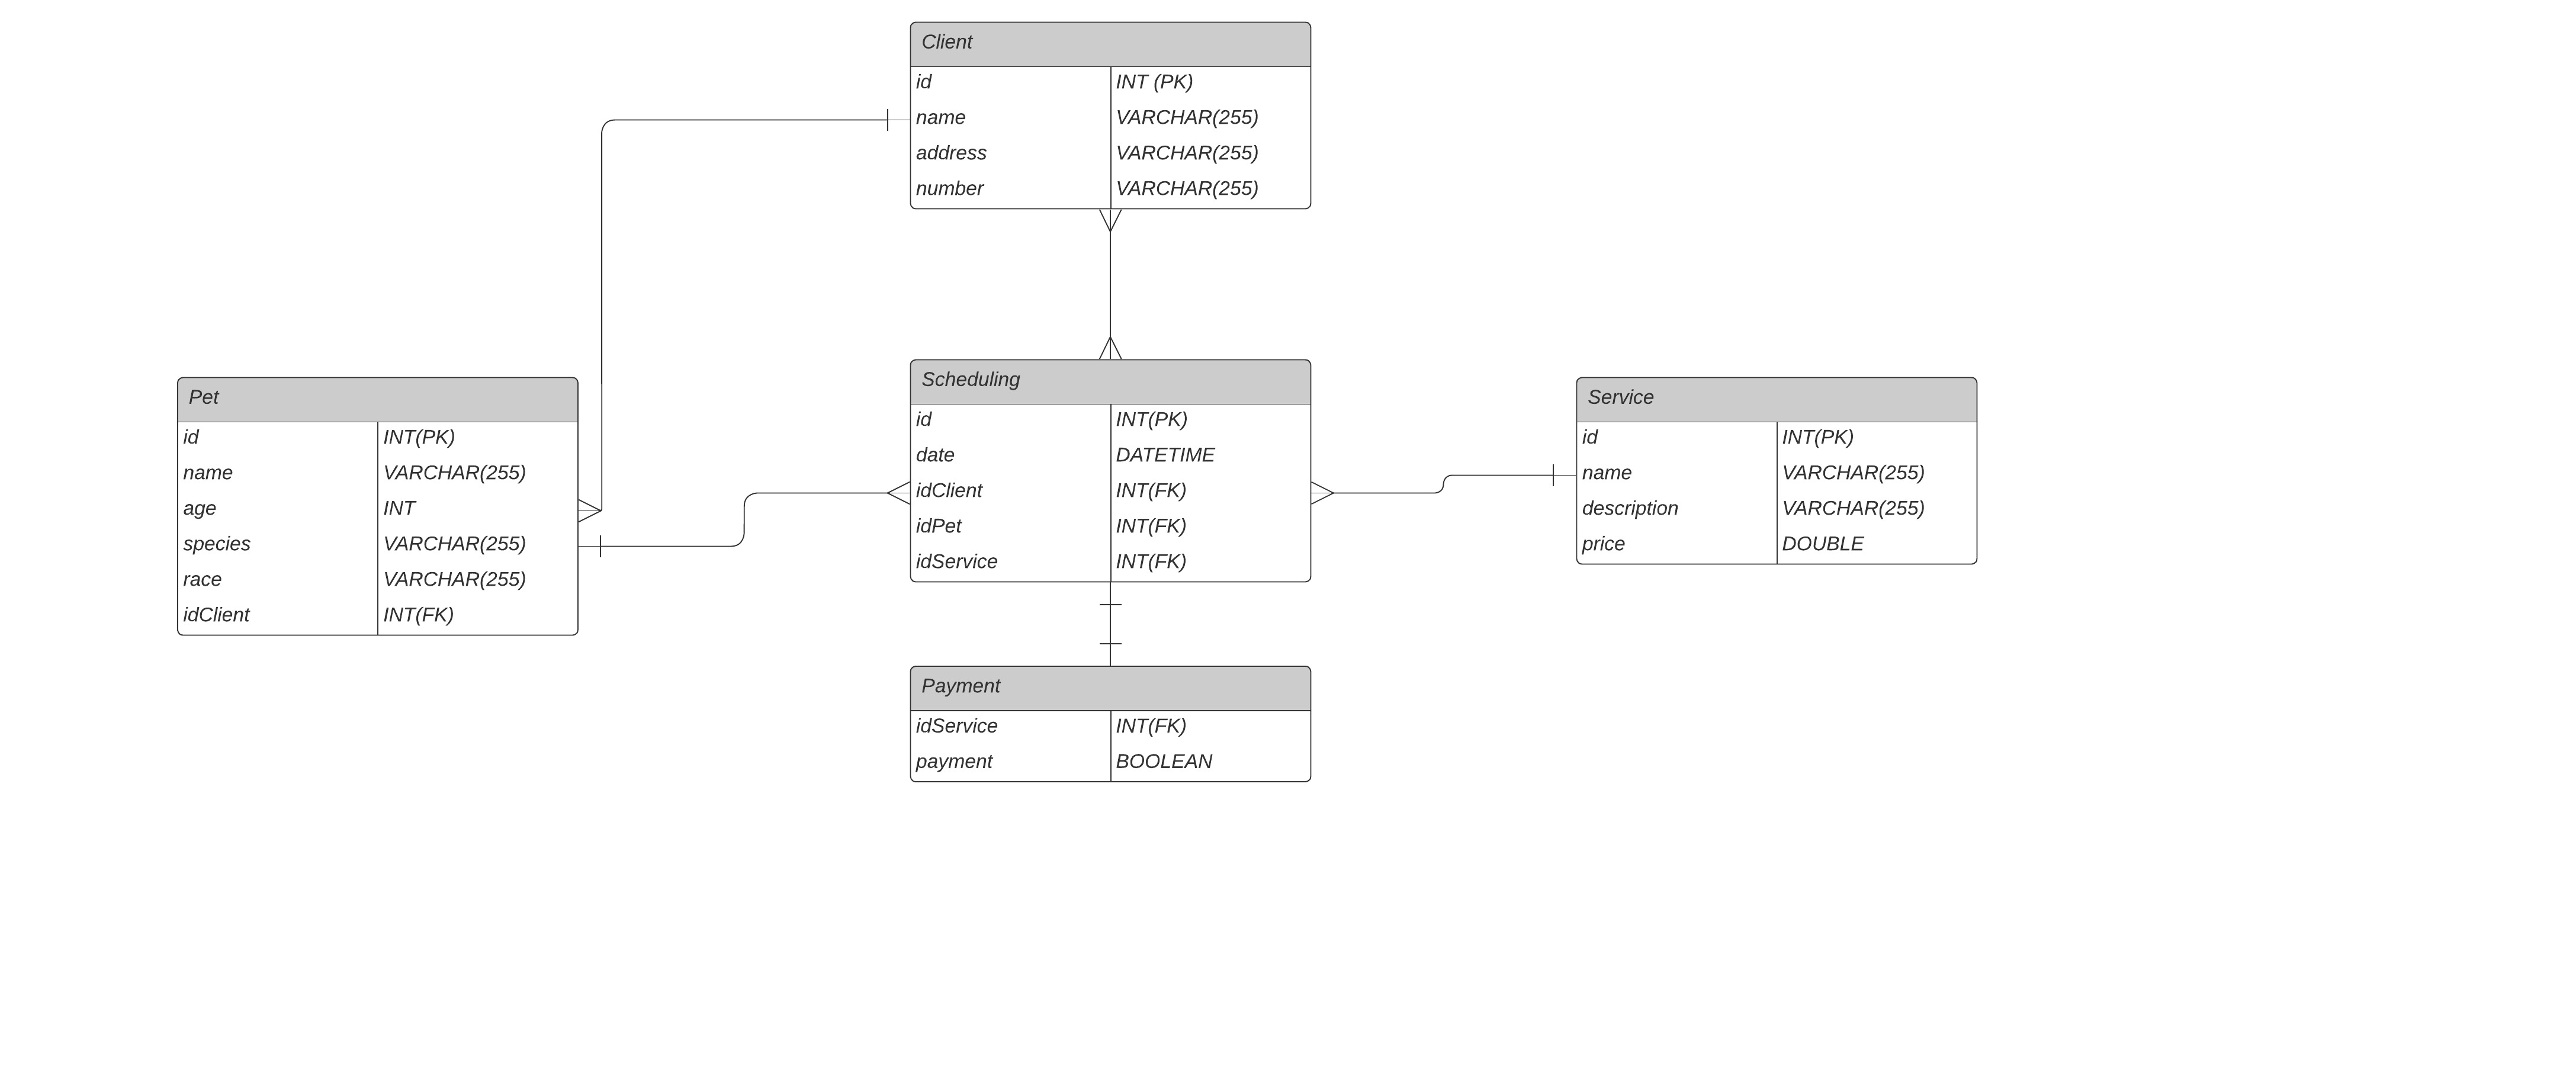 Client
id INT (PK)
name VARCHAR(255)
address VARCHAR(255)
number VARCHAR(255)
Pet
id INT(PK)
name VARCHAR(255)
age INT
species VARCHAR(255)
race VARCHAR(255)
idClient INT(FK)
Scheduling
id INT(PK)
date DATETIME
idClient INT(FK)
idPet INT(FK)
idService INT(FK)
Service
id INT(PK)
name VARCHAR(255)
description VARCHAR(255)
price DOUBLE
Payment
idService INT(FK)
payment BOOLEAN